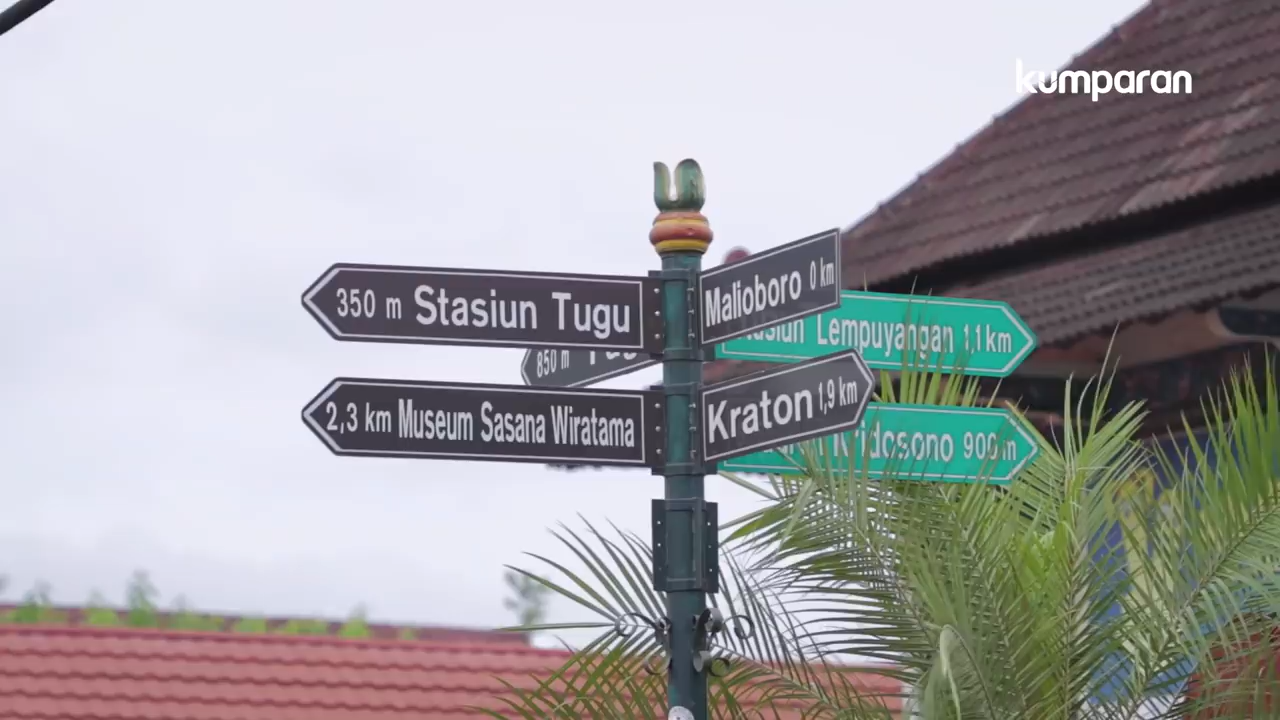 kumparan
350 m Stasiun Tugu
Malioboro 0 km
Lempuyangan 1,1 km
850 m
2,3 km Museum Sasana Wiratama
Kraton 1,9 km
900 m